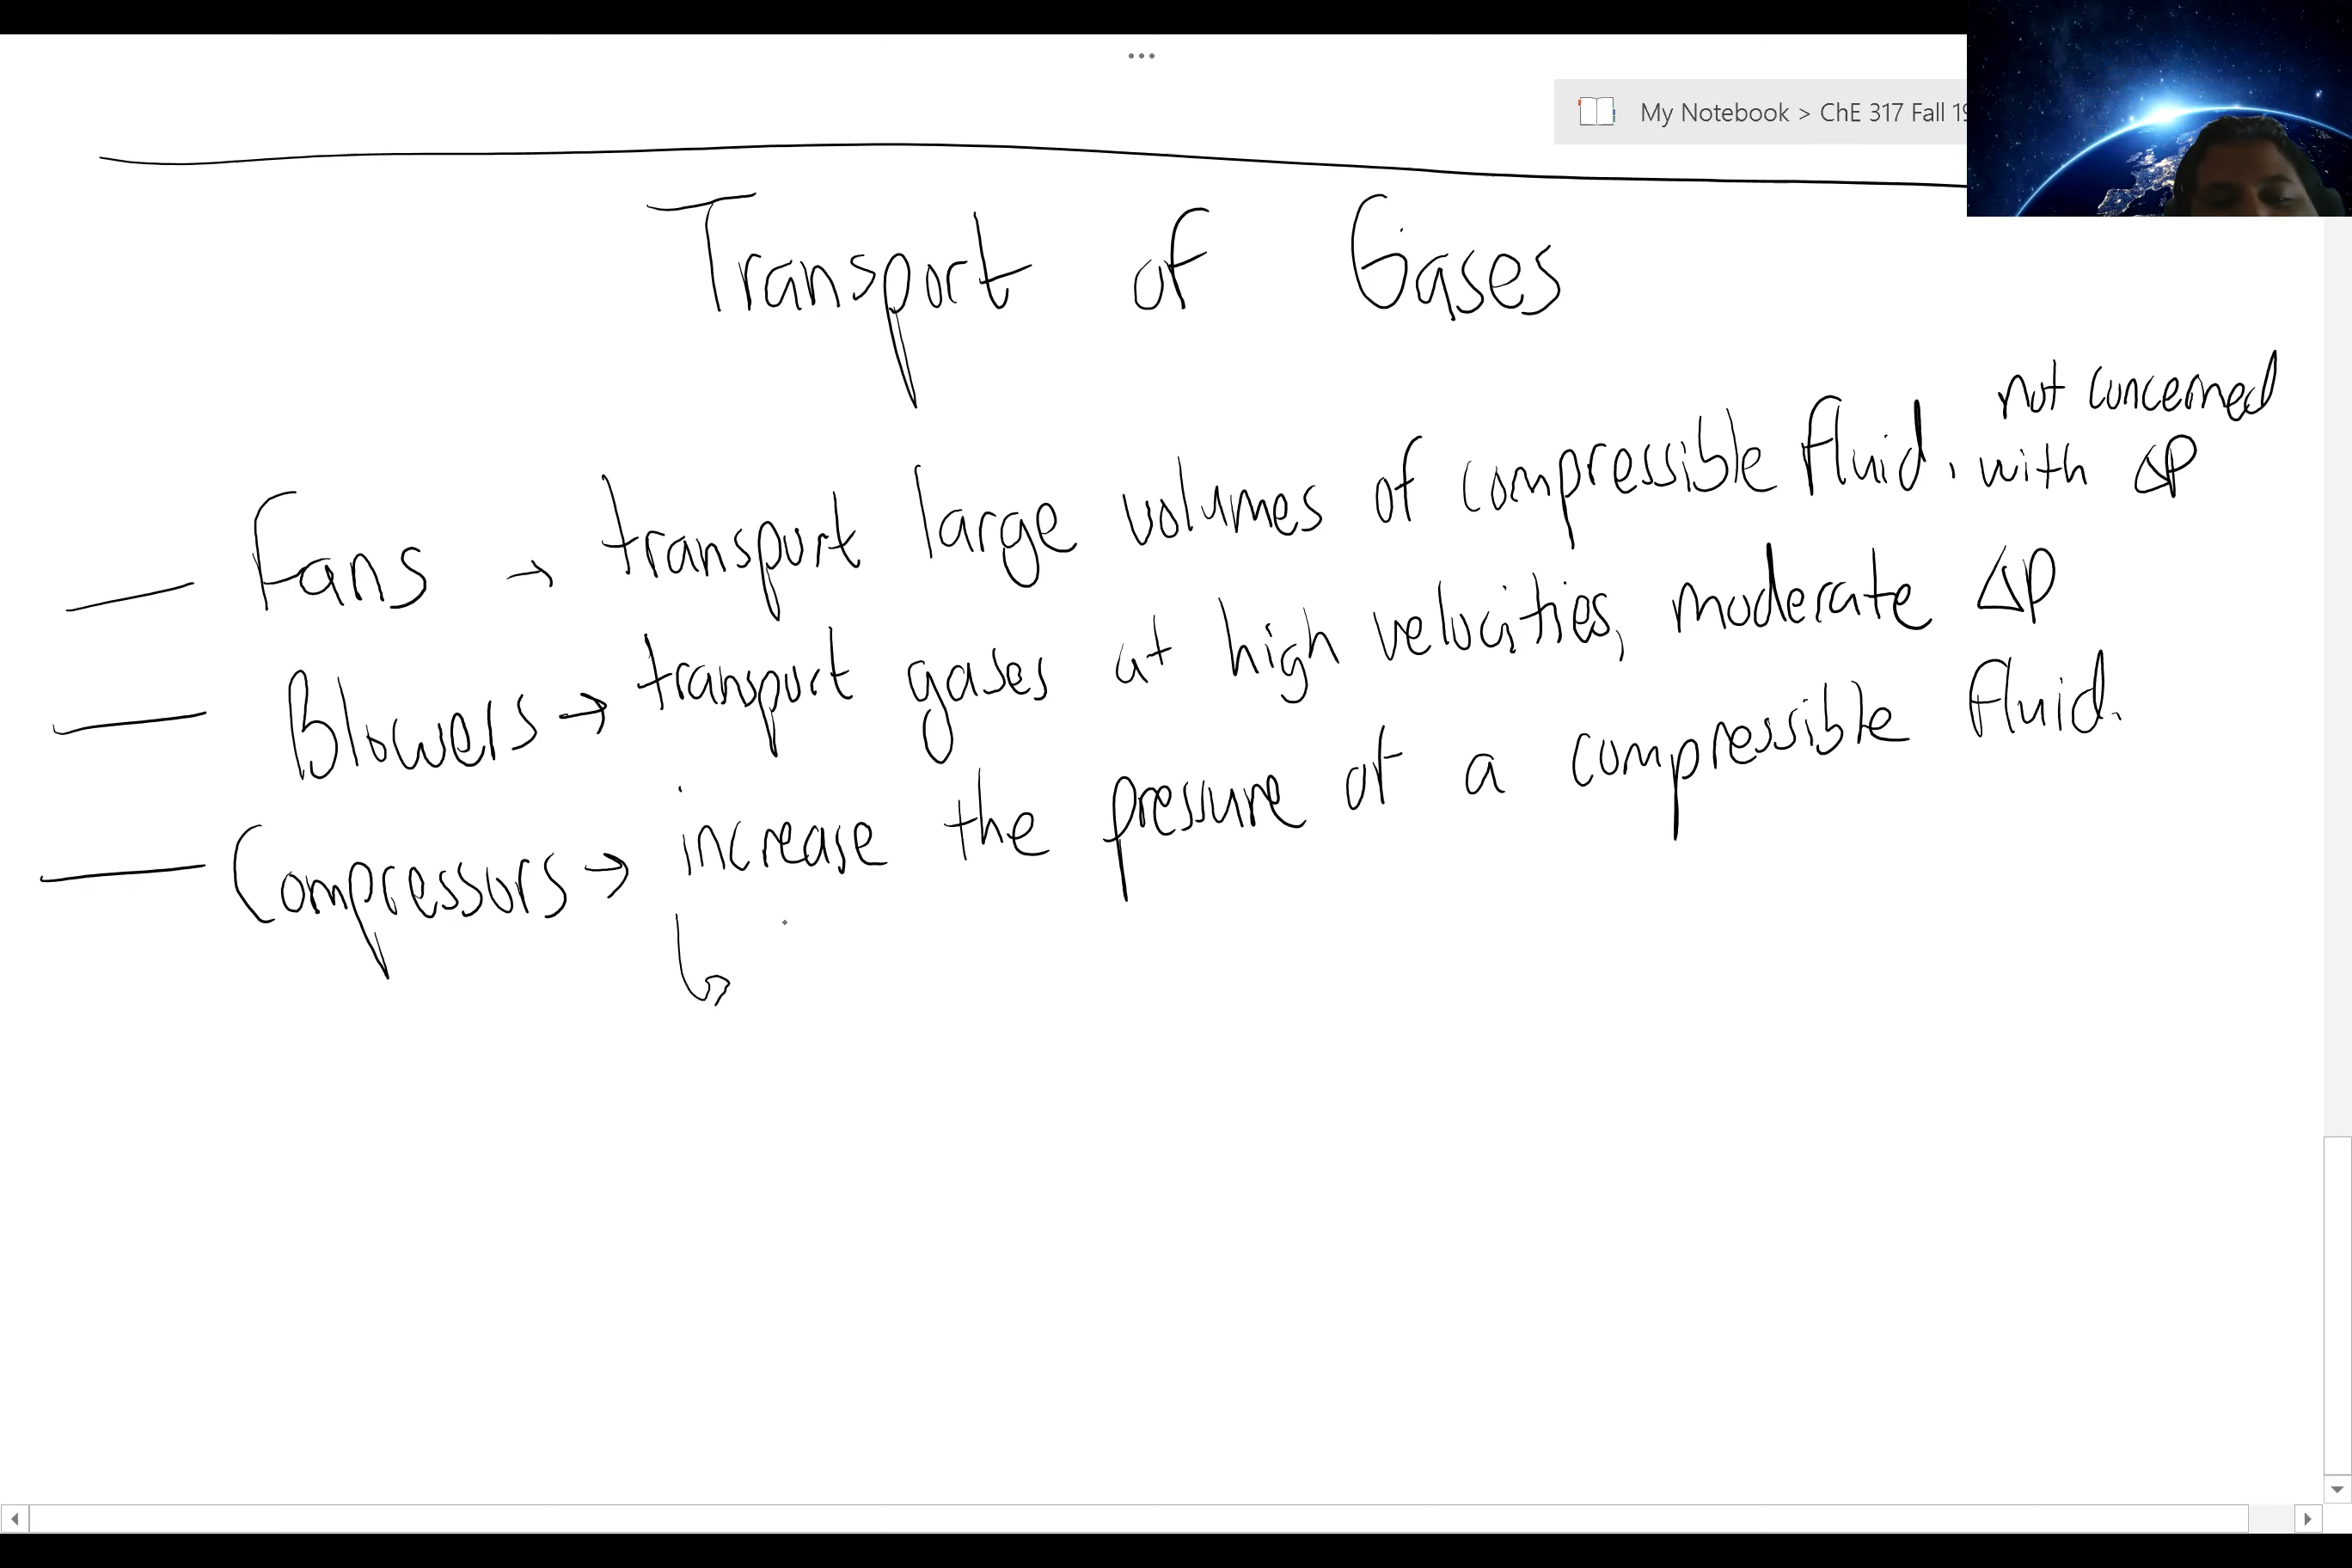 ...
My Notebook > ChE 317 Fall 19
Transport of Gases
— Fans → transport large volumes of compressible fluid. not concerned with ΔP
— Blowers → transport gases at high velocities, moderate ΔP
— Compressors → increase the pressure of a compressible fluid.
↳